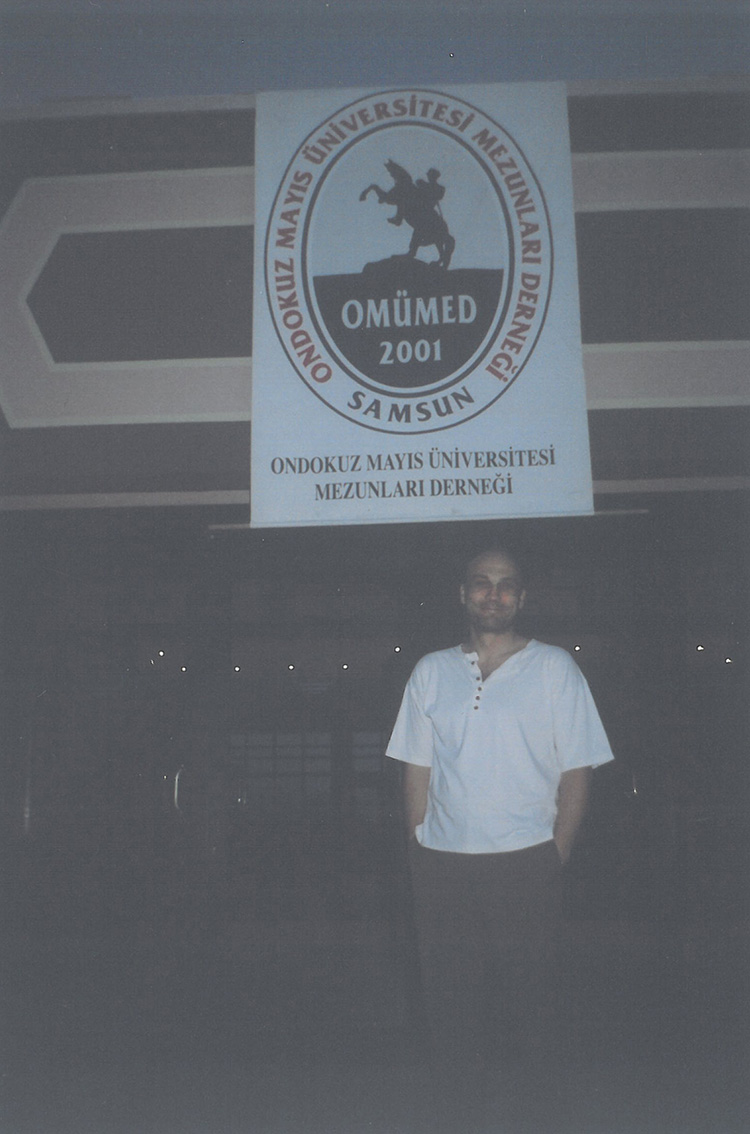 ONDOKUZ MAYIS ÜNİVERSİTESİ MEZUNLARI DERNEĞİ
OMÜMED
2001
SAMSUN
ONDOKUZ MAYIS ÜNİVERSİTESİ
MEZUNLARI DERNEĞİ